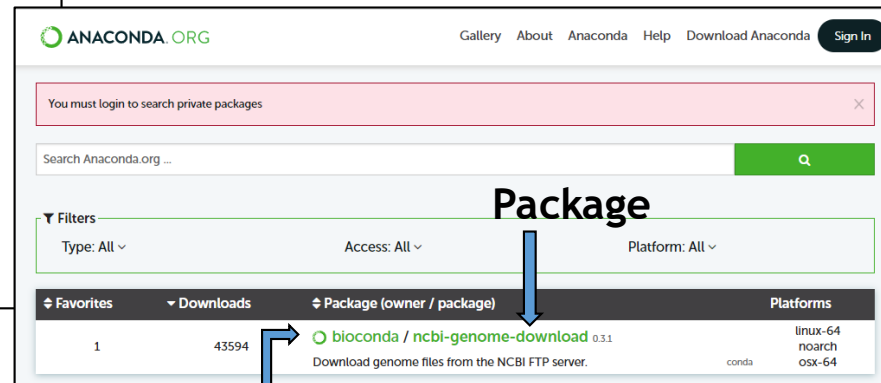 ANACONDA.ORG
Gallery About Anaconda Help Download Anaconda Sign In
You must login to search private packages
Search Anaconda.org ...
Package
Filters
Type: All Access: All Platform: All
Favorites Downloads Package (owner / package) Platforms
1 43594 bioconda / ncbi-genome-download 0.3.1 linux-64
noarch
Download genome files from the NCBI FTP server. conda osx-64